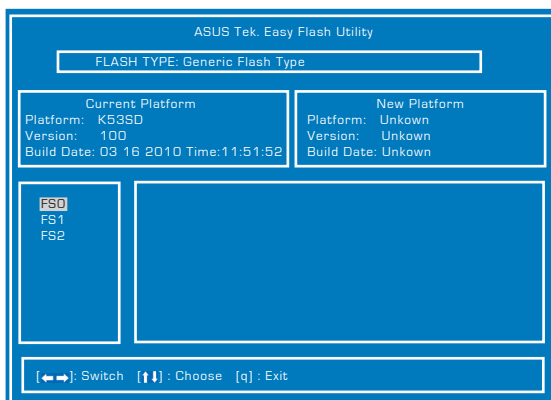 ASUS Tek. Easy Flash Utility
FLASH TYPE: Generic Flash Type
Current Platform
Platform: K53SD
Version: 100
Build Date: 03 16 2010 Time:11:51:52
New Platform
Platform: Unkown
Version: Unkown
Build Date: Unkown
FS0
FS1
FS2
[←→]: Switch [↑↓] : Choose [q] : Exit